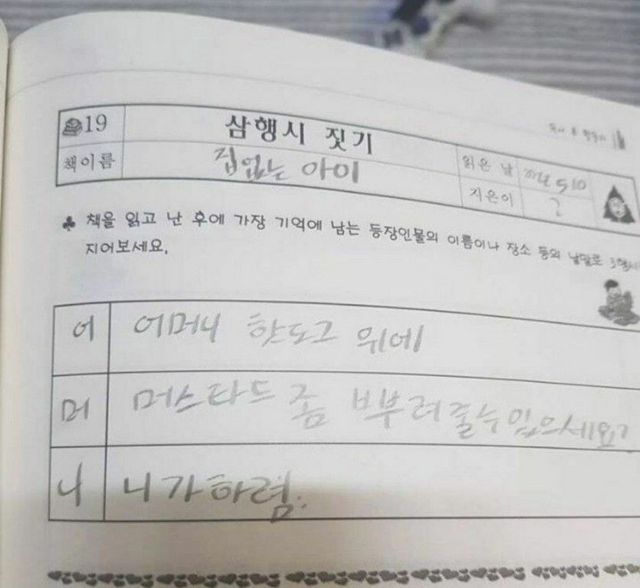 19 삼행시 짓기
책이름 집없는 아이 읽은 날
지은이 ?
♣ 책을 읽고 난 후에 가장 기억에 남는 등장인물의 이름이나 장소 등의 낱말로 3행시
지어보세요.
어 어머니 핫도그 위에
머 머스타드 좀 뿌려줄수있으세요?
니 니가하렴.